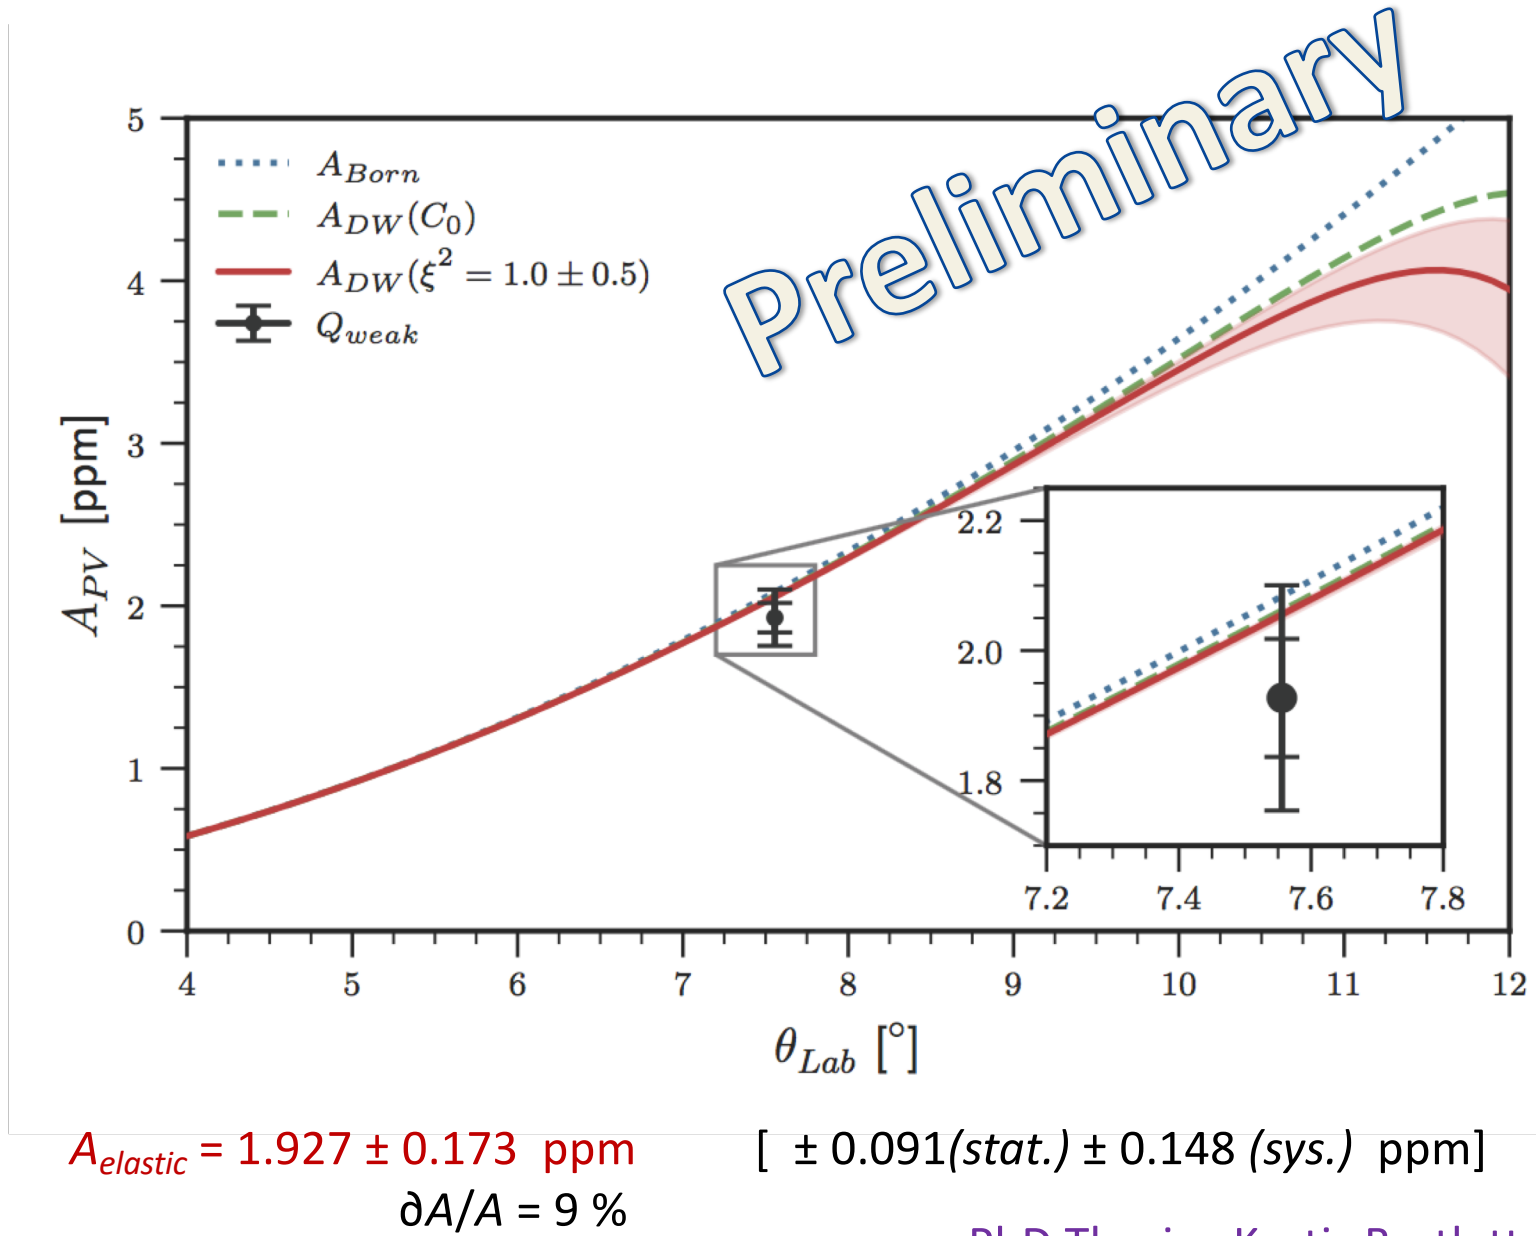 Preliminary
5
A_Born
A_DW(C_0)
A_DW(ξ^2 = 1.0 ± 0.5)
Q_weak
4
3
2
1
0
A_PV [ppm]
2.2
2.0
1.8
7.2 7.4 7.6 7.8
4 5 6 7 8 9 10 11 12
θ_Lab [°]
A_elastic = 1.927 ± 0.173 ppm [ ± 0.091(stat.) ± 0.148 (sys.) ppm]
∂A/A = 9 %